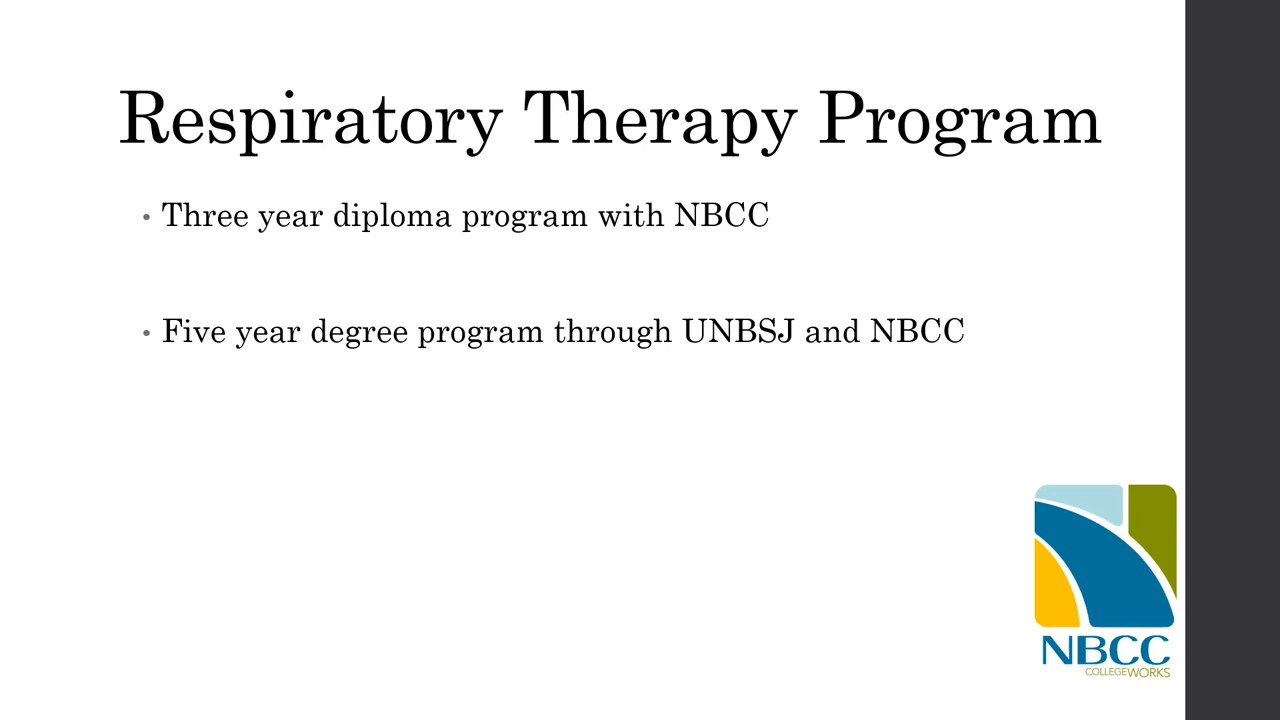 Respiratory Therapy Program
• Three year diploma program with NBCC
• Five year degree program through UNBSJ and NBCC
NBCC
COLLEGEWORKS